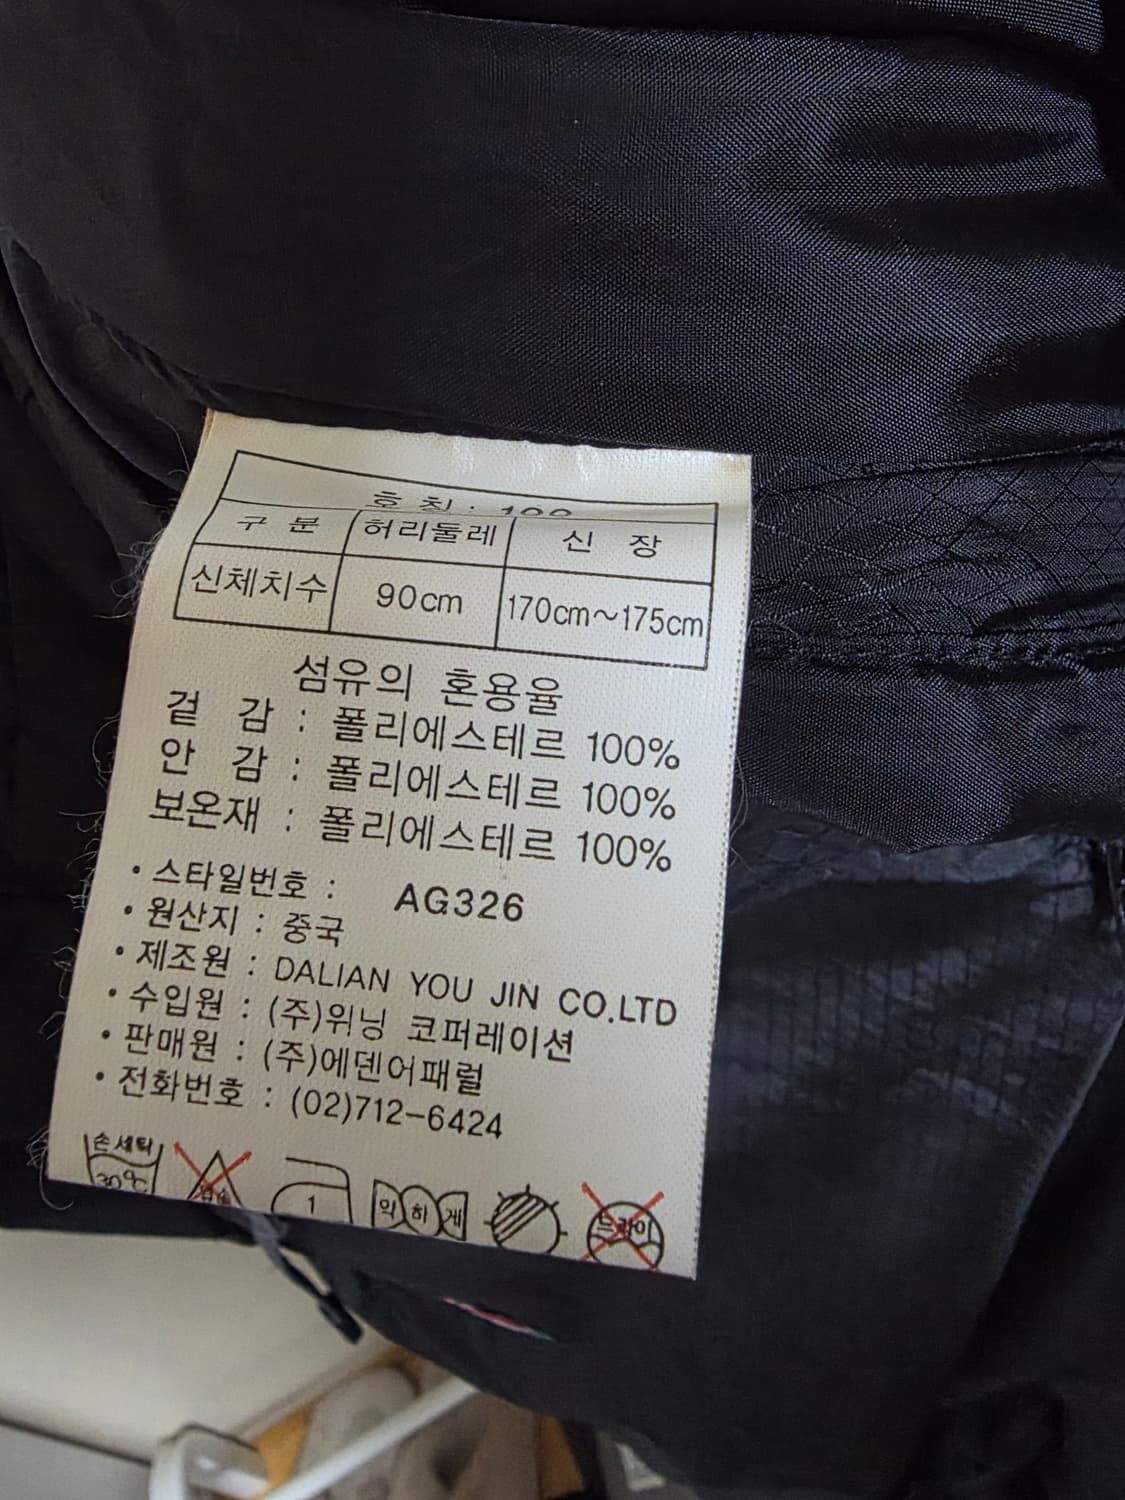 호 칭 : 100
구 분 허리둘레 신 장
신체치수 90cm 170cm~175cm
섬유의 혼용율
겉 감 : 폴리에스테르 100%
안 감 : 폴리에스테르 100%
보온재 : 폴리에스테르 100%
• 스타일번호 : AG326
• 원산지 : 중국
• 제조원 : DALIAN YOU JIN CO.LTD
• 수입원 : (주)위닝 코퍼레이션
• 판매원 : (주)에덴어패럴
• 전화번호 : (02)712-6424
손세탁
30℃
1
약하게
드라이